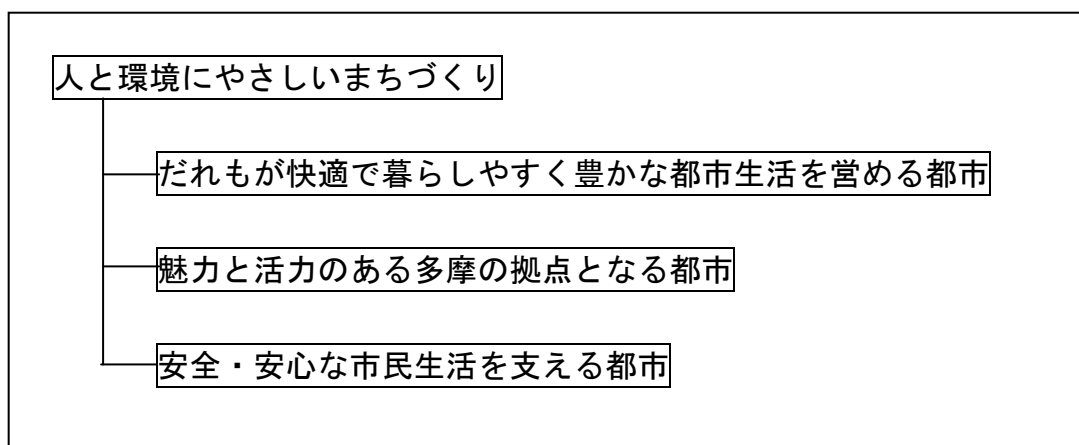 人と環境にやさしいまちづくり
だれもが快適で暮らしやすく豊かな都市生活を営める都市
魅力と活力のある多摩の拠点となる都市
安全・安心な市民生活を支える都市